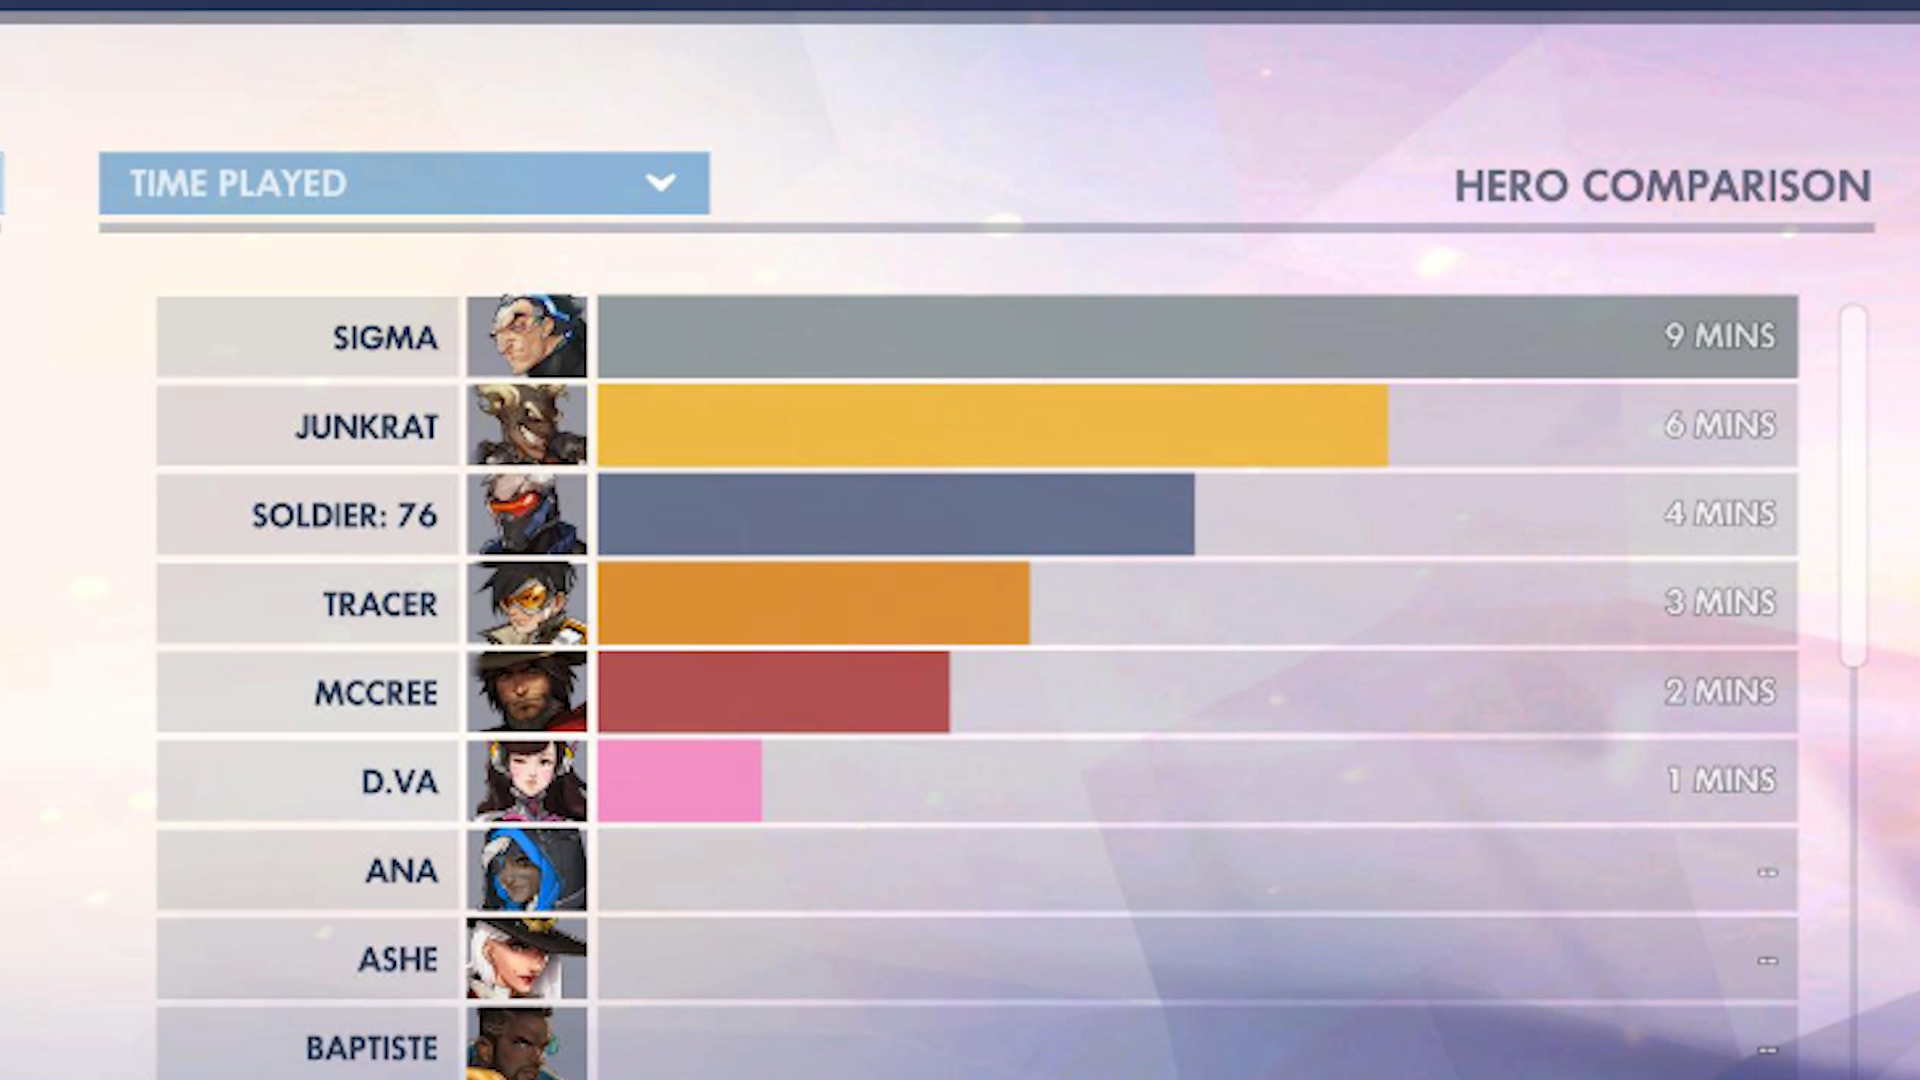 TIME PLAYED
HERO COMPARISON
SIGMA 9 MINS
JUNKRAT 6 MINS
SOLDIER: 76 4 MINS
TRACER 3 MINS
MCCREE 2 MINS
D.VA 1 MINS
ANA --
ASHE --
BAPTISTE --